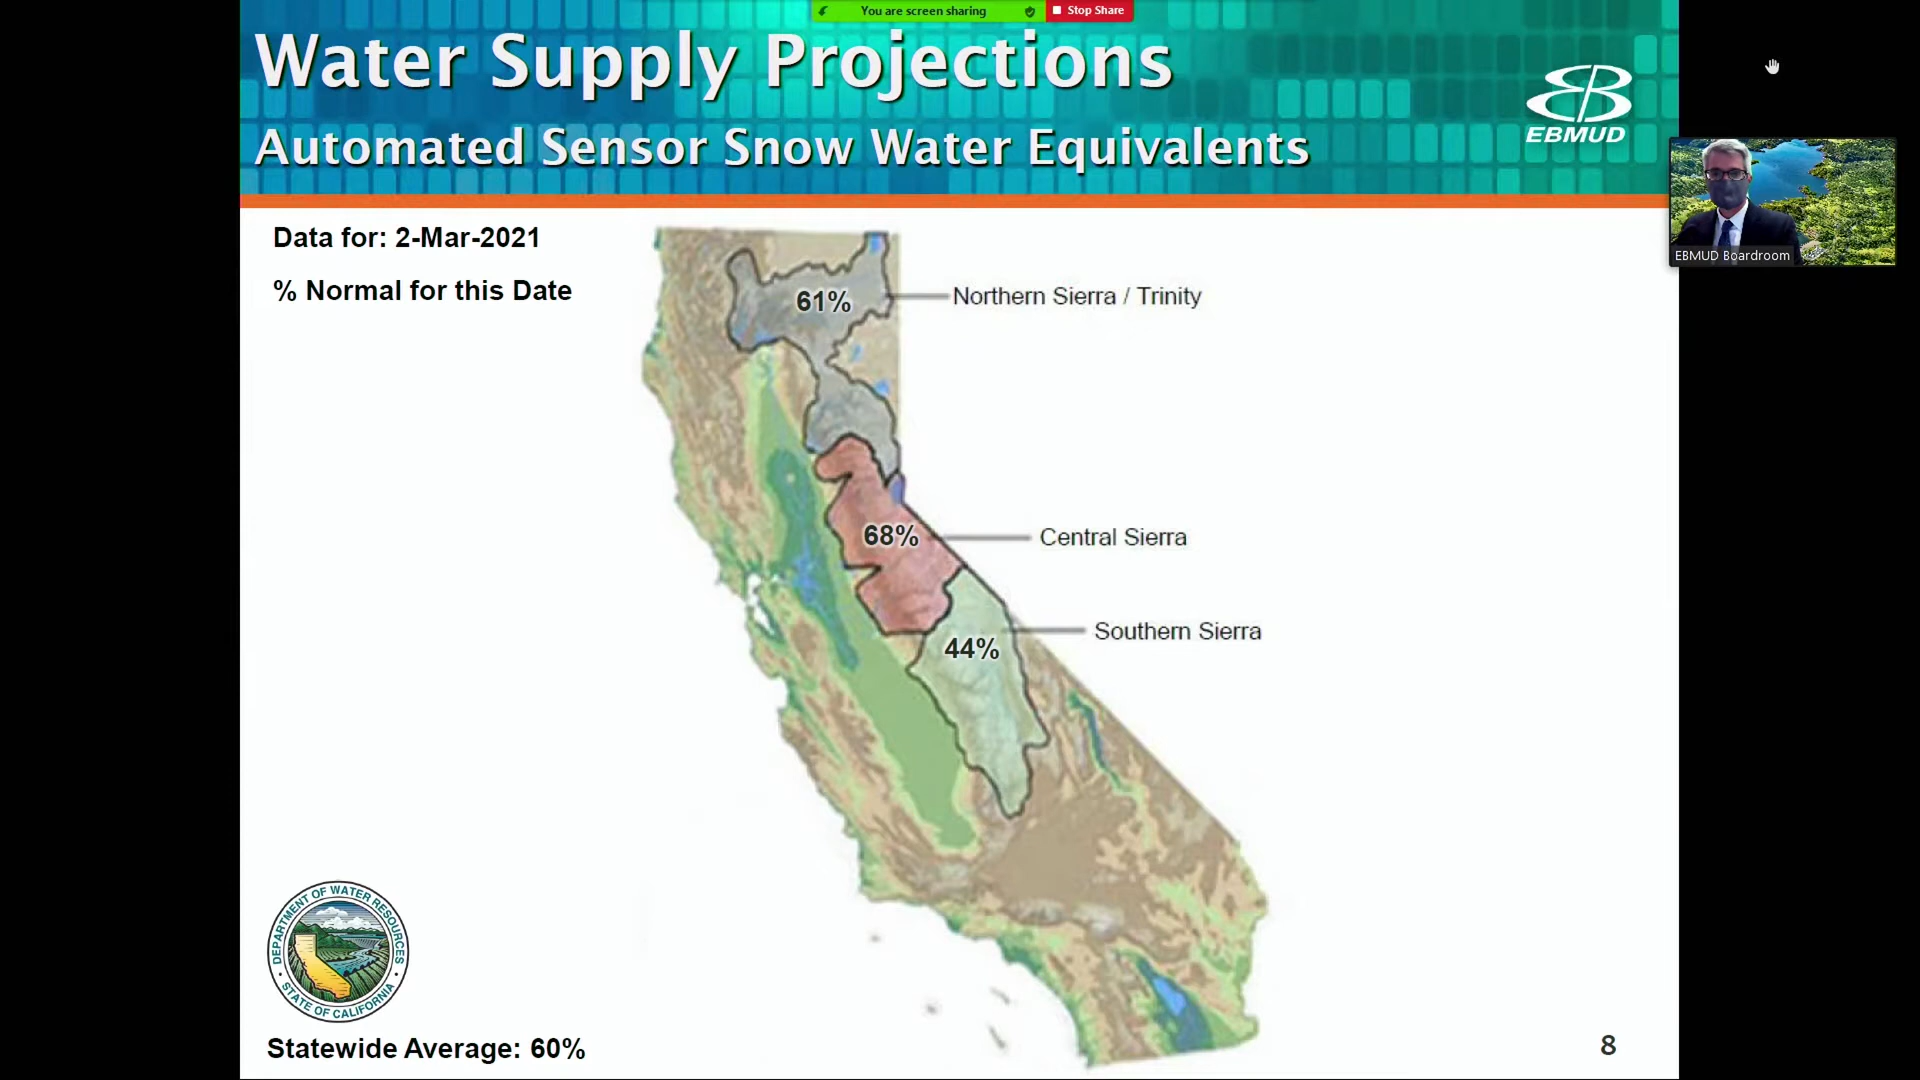 You are screen sharing
Stop Share
Water Supply Projections
Automated Sensor Snow Water Equivalents
EBMUD
EBMUD Boardroom
Data for: 2-Mar-2021
% Normal for this Date
61%
Northern Sierra / Trinity
68%
Central Sierra
44%
Southern Sierra
DEPARTMENT OF WATER RESOURCES
STATE OF CALIFORNIA
Statewide Average: 60%
8